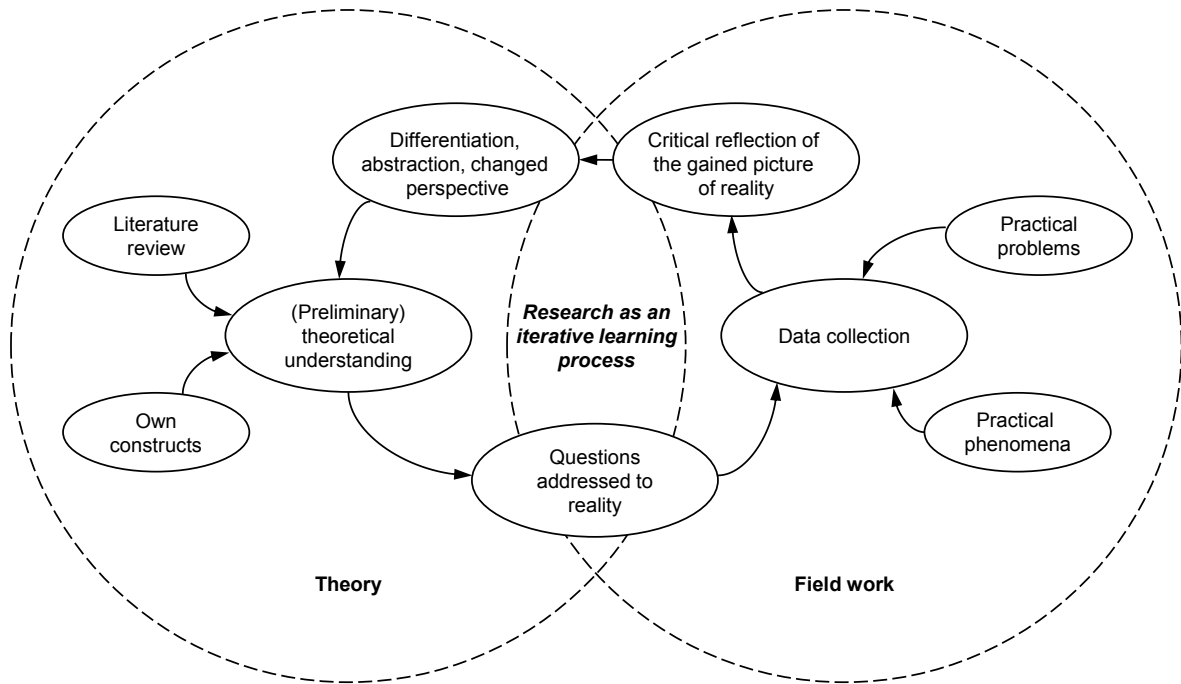 Differentiation,
abstraction, changed
perspective
Critical reflection of
the gained picture
of reality
Literature
review
Practical
problems
(Preliminary)
theoretical
understanding
Research as an
iterative learning
process
Data collection
Own
constructs
Practical
phenomena
Questions
addressed to
reality
Theory
Field work